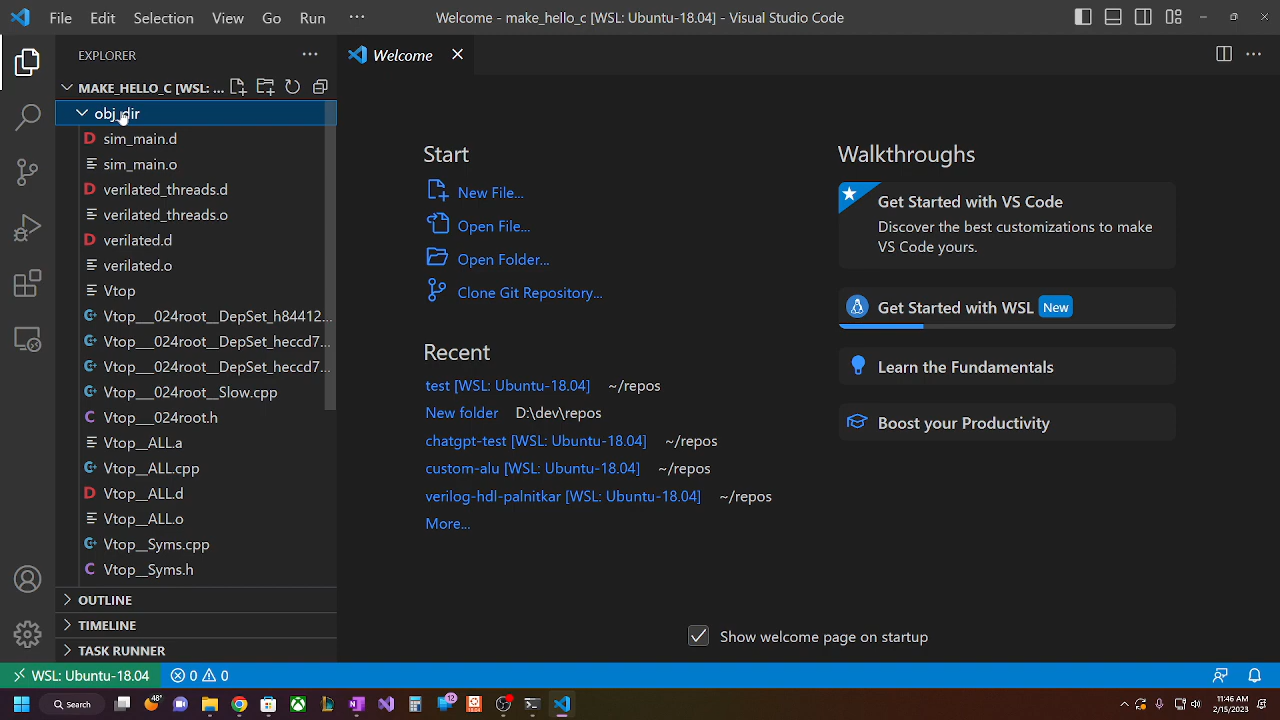 File Edit Selection View Go Run ···
Welcome - make_hello_c [WSL: Ubuntu-18.04] - Visual Studio Code
EXPLORER
MAKE_HELLO_C [WSL: ...
obj_dir
sim_main.d
sim_main.o
verilated_threads.d
verilated_threads.o
verilated.d
verilated.o
Vtop
Vtop___024root__DepSet_h84412...
Vtop___024root__DepSet_heccd7...
Vtop___024root__DepSet_heccd7...
Vtop___024root__Slow.cpp
Vtop___024root.h
Vtop__ALL.a
Vtop__ALL.cpp
Vtop__ALL.d
Vtop__ALL.o
Vtop__Syms.cpp
Vtop__Syms.h
OUTLINE
TIMELINE
TASK RUNNER
Welcome
Start
New File...
Open File...
Open Folder...
Clone Git Repository...
Recent
test [WSL: Ubuntu-18.04] ~/repos
New folder D:\dev\repos
chatgpt-test [WSL: Ubuntu-18.04] ~/repos
custom-alu [WSL: Ubuntu-18.04] ~/repos
verilog-hdl-palnitkar [WSL: Ubuntu-18.04] ~/repos
More...
Walkthroughs
Get Started with VS Code
Discover the best customizations to make
VS Code yours.
Get Started with WSL New
Learn the Fundamentals
Boost your Productivity
Show welcome page on startup
WSL: Ubuntu-18.04 0 0
Search 48° 12
11:46 AM
2/15/2023